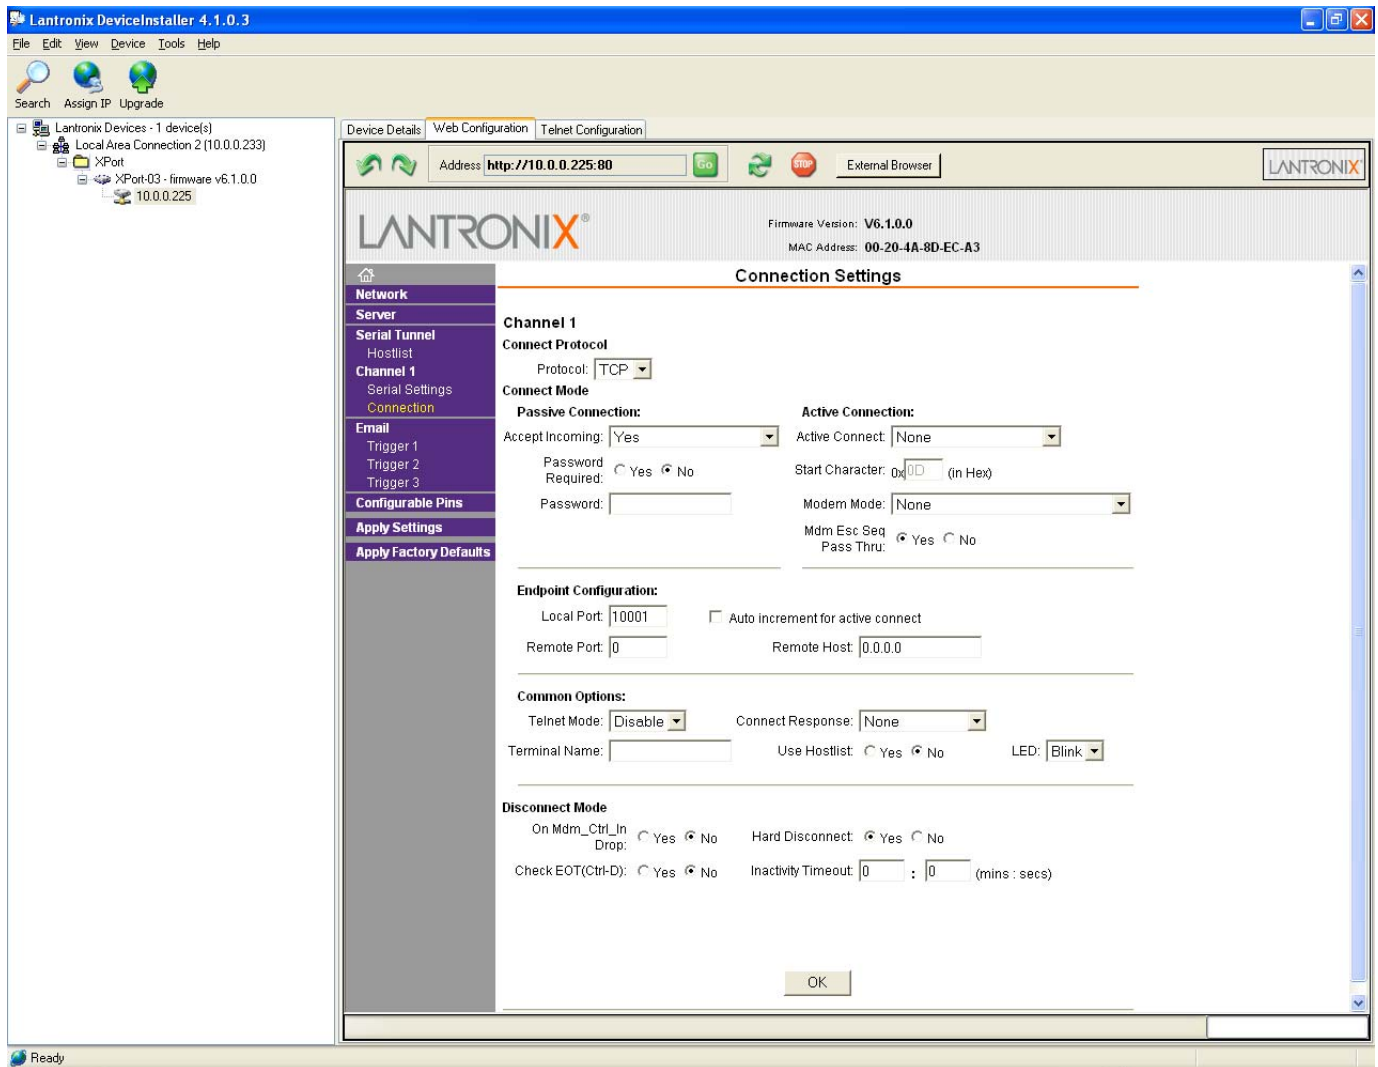 Lantronix DeviceInstaller 4.1.0.3
File Edit View Device Tools Help
Search Assign IP Upgrade
Lantronix Devices - 1 device(s)
Local Area Connection 2 (10.0.0.233)
XPort
XPort-03 - firmware v6.1.0.0
10.0.0.225
Device Details Web Configuration Telnet Configuration
Address http://10.0.0.225:80 Go STOP External Browser LANTRONIX
LANTRONIX®
Firmware Version: V6.1.0.0
MAC Address: 00-20-4A-8D-EC-A3
Network
Server
Serial Tunnel
Hostlist
Channel 1
Serial Settings
Connection
Email
Trigger 1
Trigger 2
Trigger 3
Configurable Pins
Apply Settings
Apply Factory Defaults
Connection Settings
Channel 1
Connect Protocol
Protocol: TCP
Connect Mode
Passive Connection: Active Connection:
Accept Incoming: Yes Active Connect: None
Password Required: Yes No Start Character: 0x 0D (in Hex)
Password: Modem Mode: None
Mdm Esc Seq Pass Thru: Yes No
Endpoint Configuration:
Local Port: 10001 Auto increment for active connect
Remote Port: 0 Remote Host: 0.0.0.0
Common Options:
Telnet Mode: Disable Connect Response: None
Terminal Name: Use Hostlist: Yes No LED: Blink
Disconnect Mode
On Mdm_Ctrl_In Drop: Yes No Hard Disconnect: Yes No
Check EOT(Ctrl-D): Yes No Inactivity Timeout: 0 : 0 (mins : secs)
OK
Ready